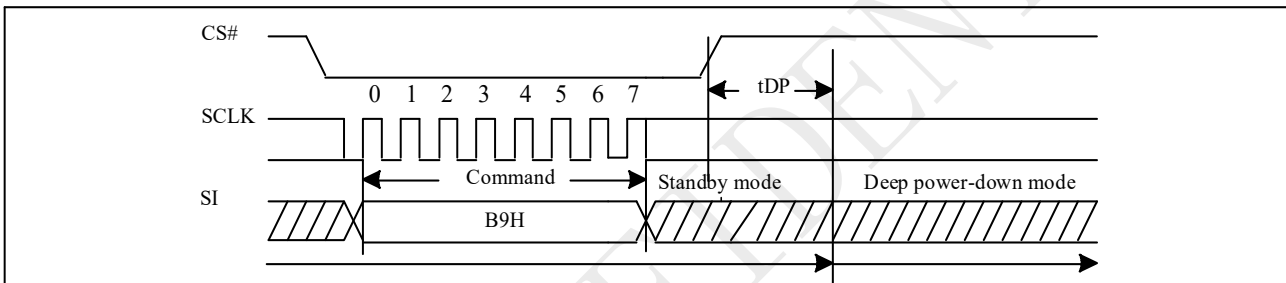 CS#
tDP
0 1 2 3 4 5 6 7
SCLK
Command
Standby mode
Deep power-down mode
SI
B9H